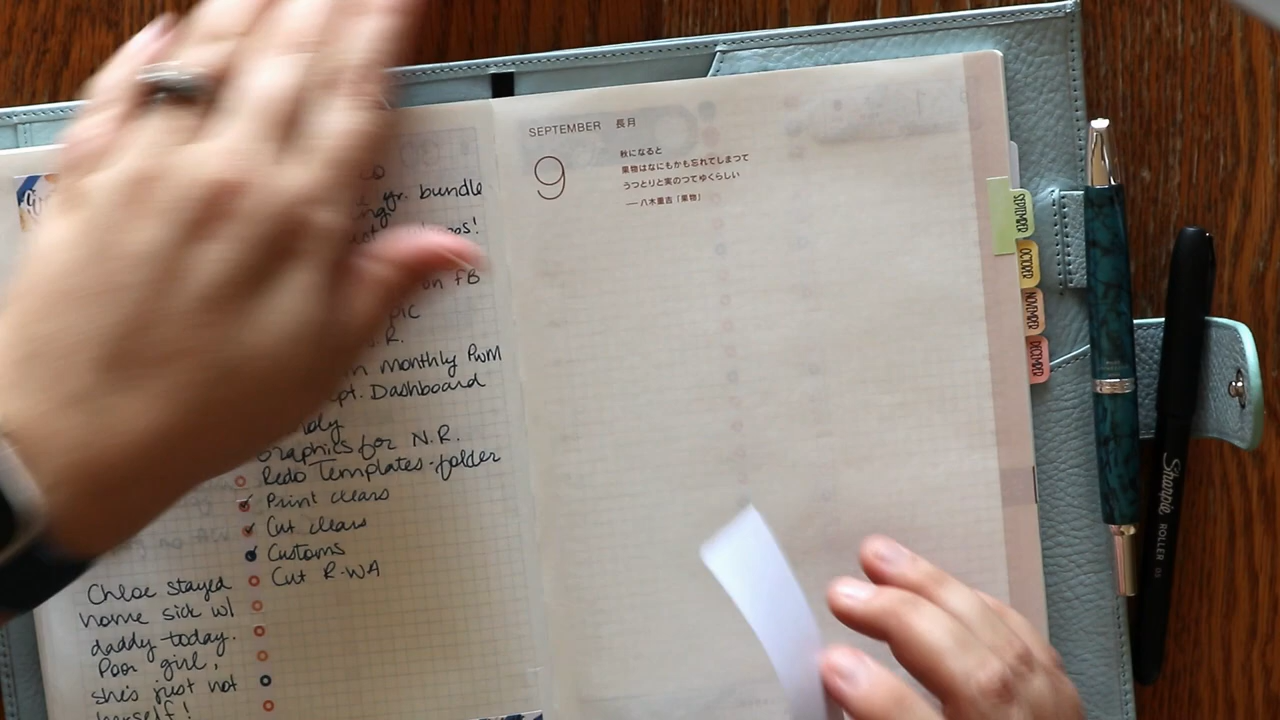 yr. bundle
on FB
R.
monthly PWM
Dashboard
Graphics for N.R.
Redo Templates-folder
Print clears
Cut clears
Customs
Cut R-WA
Chloe stayed
home sick w/
daddy today.
Poor girl,
she's just not
herself!
SEPTEMBER 長月
9
秋になると
果物はなにもかも忘れてしまつて
うつとりと実のつてゆくらしい
—八木重吉「果物」
SEPTEMBER
OCTOBER
NOVEMBER
DECEMBER
Sharpie ROLLER 0.5